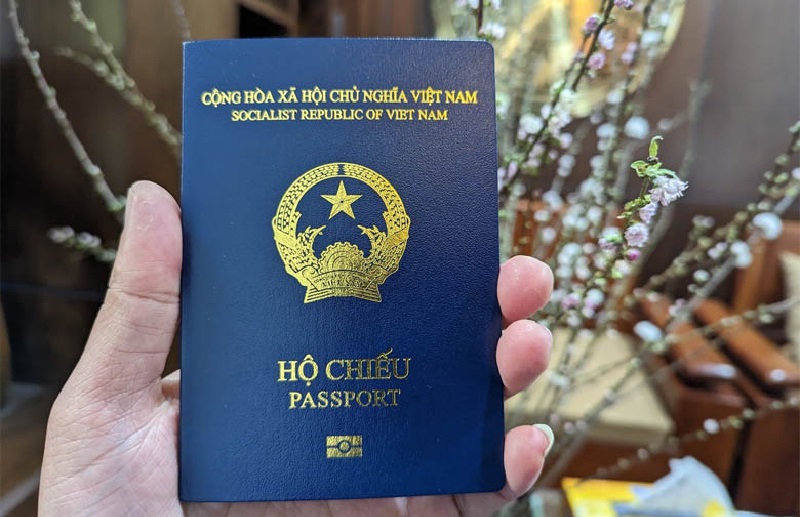 CỘNG HÒA XÃ HỘI CHỦ NGHĨA VIỆT NAM
SOCIALIST REPUBLIC OF VIET NAM
HỘ CHIẾU
PASSPORT